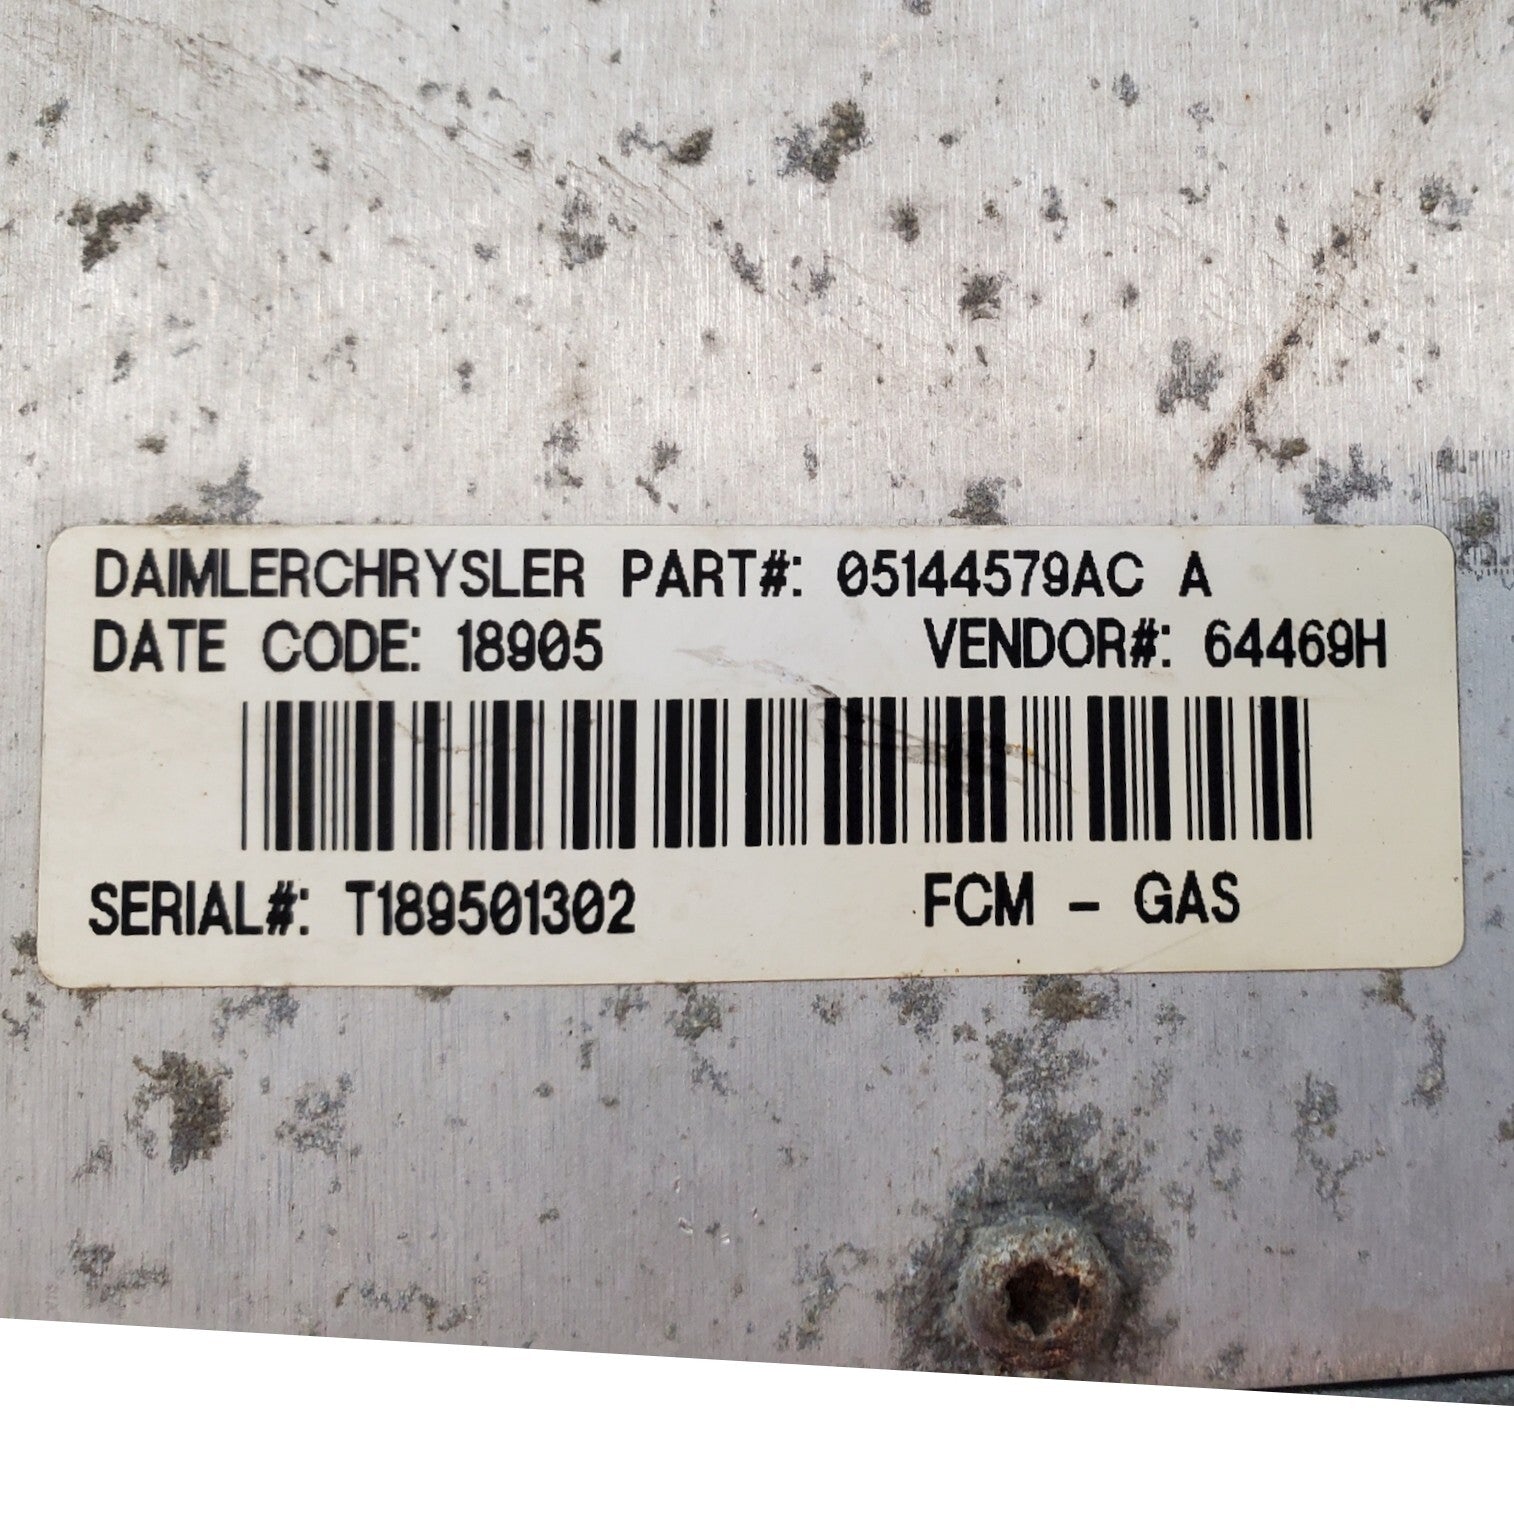 DAIMLERCHRYSLER PART#: 05144579AC A
DATE CODE: 18905 VENDOR#: 64469H
SERIAL#: T189501302 FCM - GAS